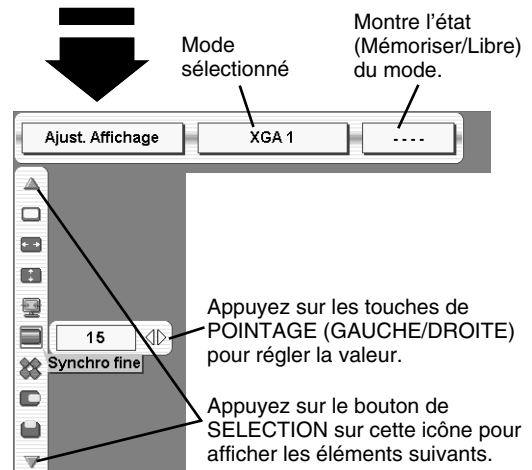 Mode
sélectionné
Montre l'état
(Mémoriser/Libre)
du mode.
Ajust. Affichage
XGA 1
----
15
Synchro fine
Appuyez sur les touches de
POINTAGE (GAUCHE/DROITE)
pour régler la valeur.
Appuyez sur le bouton de
SELECTION sur cette icône pour
afficher les éléments suivants.